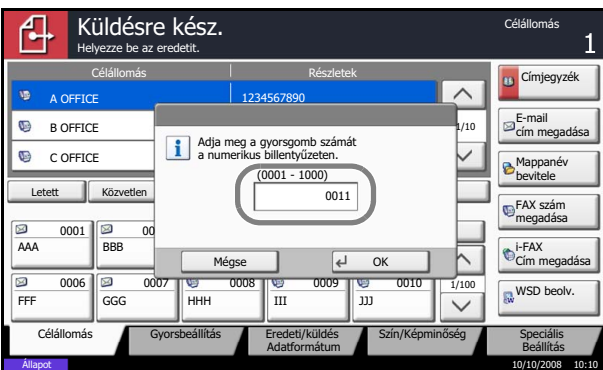 Küldésre kész.
Helyezze be az eredetit.
Célállomás
1
Célállomás
Részletek
A OFFICE
1234567890
B OFFICE
C OFFICE
1/10
Adja meg a gyorsgomb számát
a numerikus billentyűzeten.
(0001 - 1000)
0011
Mégse
OK
Letett
Közvetlen
0001
AAA
00
BBB
0006
FFF
0007
GGG
0008
HHH
0009
III
0010
JJJ
1/100
Címjegyzék
E-mail
cím megadása
Mappanév
bevitele
FAX szám
megadása
i-FAX
Cím megadása
WSD beolv.
Célállomás
Gyorsbeállítás
Eredeti/küldés
Adatformátum
Szín/Képminőség
Speciális
Beállítás
Állapot
10/10/2008 10:10